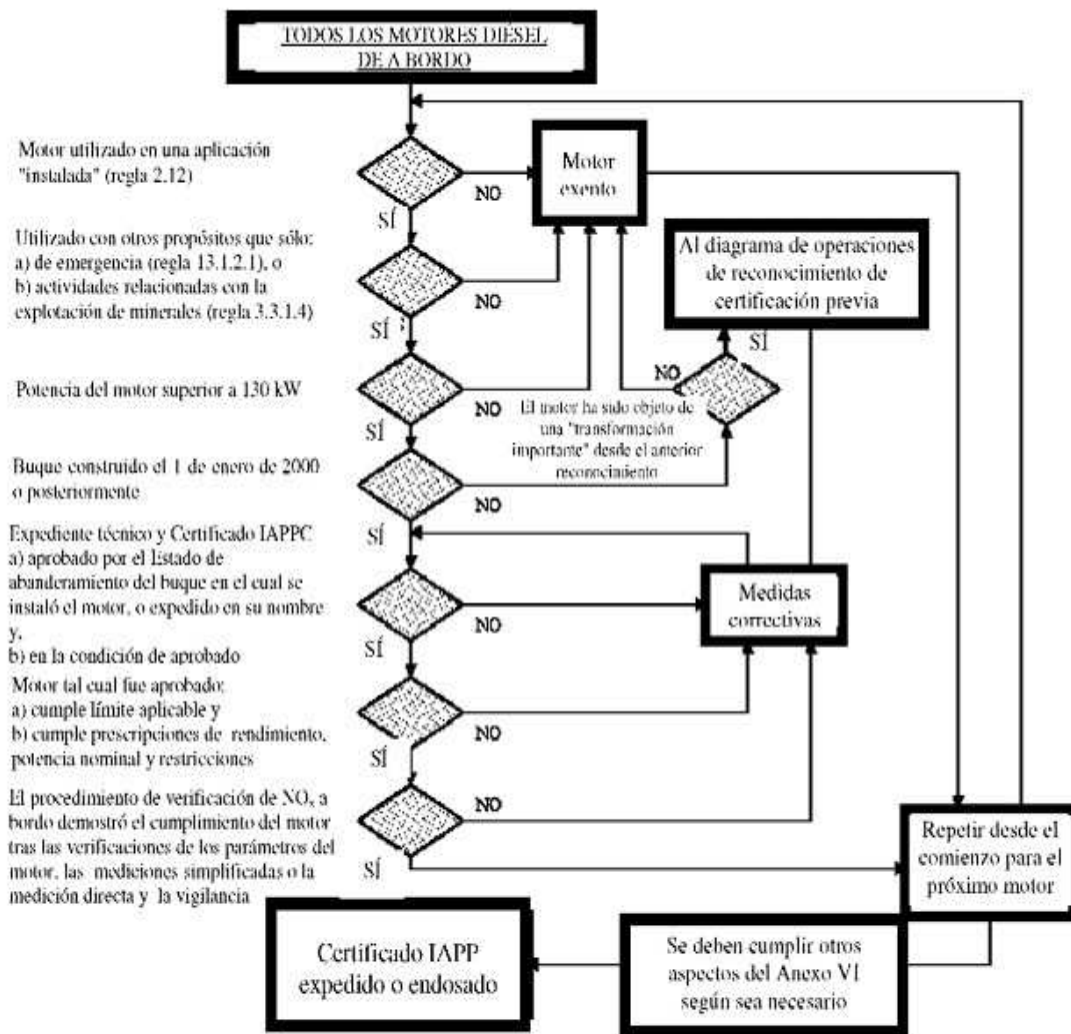 TODOS LOS MOTORES DIÉSEL
DE A BORDO
Motor utilizado en una aplicación
"instalada" (regla 2.12)
NO
Motor
exento
SÍ
Utilizado con otros propósitos que sólo:
a) de emergencia (regla 13.1.2.1), o
b) actividades relacionadas con la
explotación de minerales (regla 3.3.1.4)
NO
Al diagrama de operaciones
de reconocimiento de
certificación previa
SÍ
SÍ
NO
Potencia del motor superior a 130 kW
NO
El motor ha sido objeto de
una "transformación
importante" desde el anterior
reconocimiento
SÍ
Buque construido el 1 de enero de 2000
o posteriormente
NO
SÍ
Expediente técnico y Certificado IAPPC
a) aprobado por el Estado de
abanderamiento del buque en el cual se
instaló el motor, o expedido en su nombre
y,
b) en la condición de aprobado
NO
Medidas
correctivas
SÍ
Motor tal cual fue aprobado:
a) cumple límite aplicable y
b) cumple prescripciones de rendimiento,
potencia nominal y restricciones
NO
SÍ
El procedimiento de verificación de NOx a
bordo demostró el cumplimiento del motor
tras las verificaciones de los parámetros del
motor, las mediciones simplificadas o la
medición directa y la vigilancia
NO
SÍ
Repetir desde el
comienzo para el
próximo motor
Certificado IAPP
expedido o endosado
Se deben cumplir otros
aspectos del Anexo VI
según sea necesario